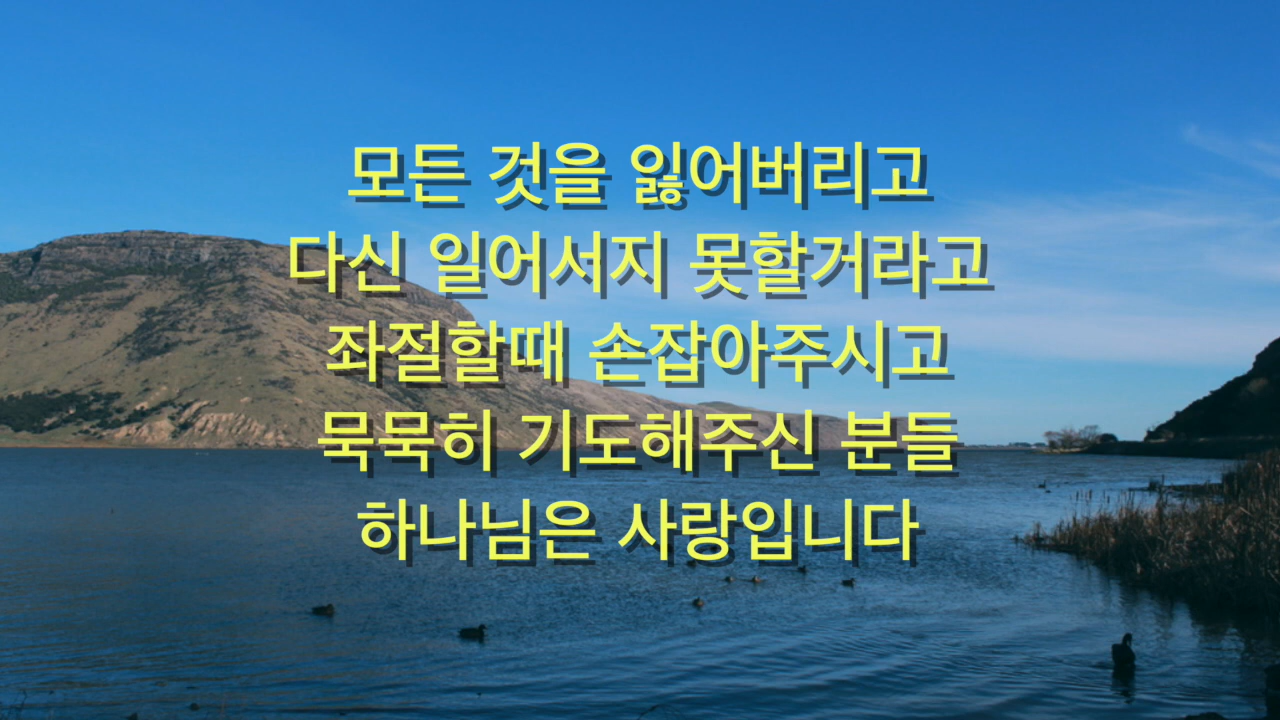 모든 것을 잃어버리고
다신 일어서지 못할거라고
좌절할때 손잡아주시고
묵묵히 기도해주신 분들
하나님은 사랑입니다